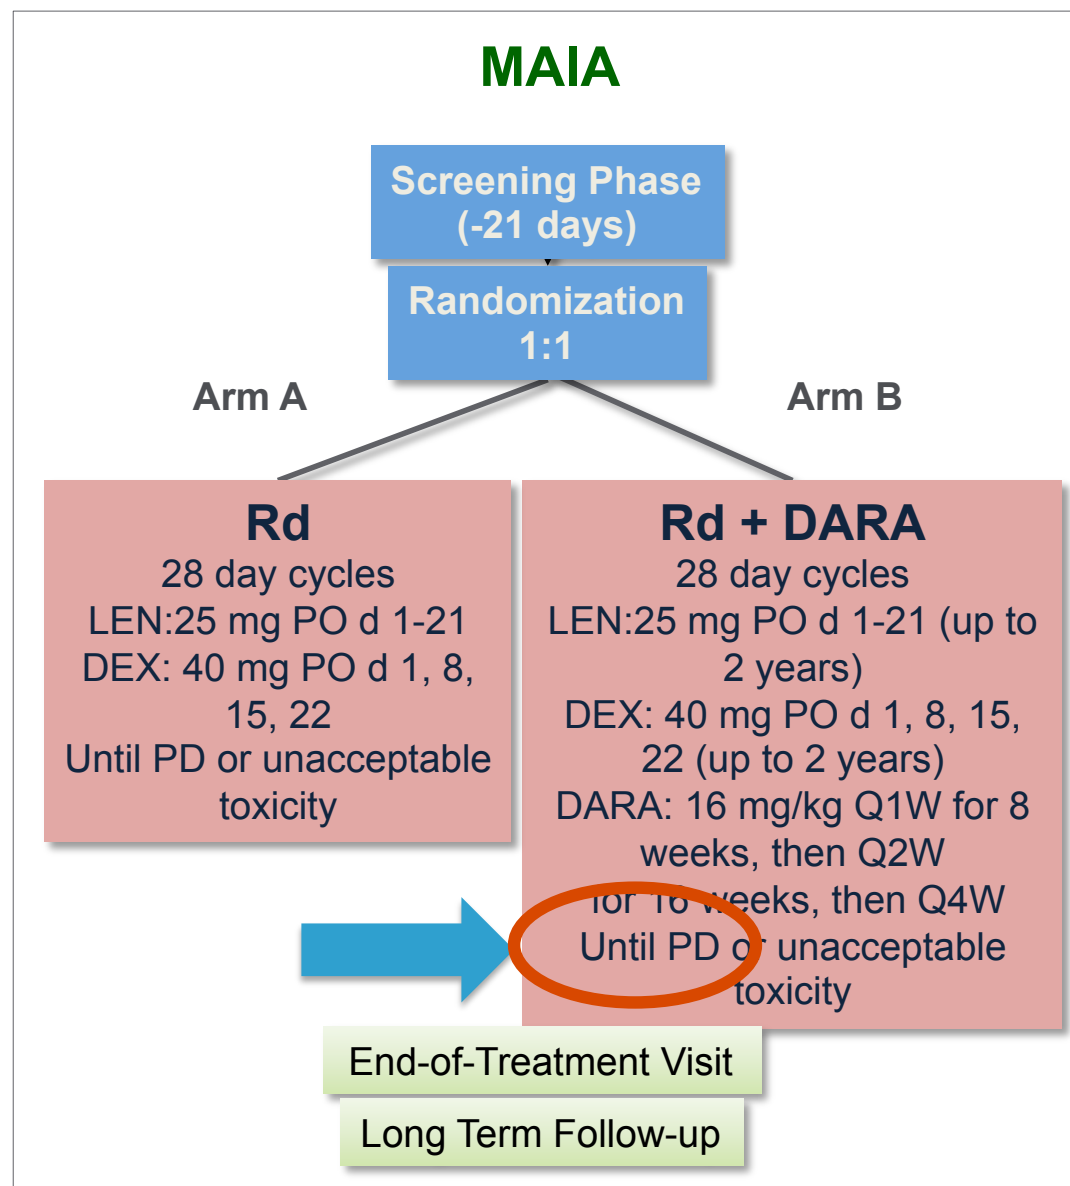 MAIA
Screening Phase
(-21 days)
Randomization
1:1
Arm A
Arm B
Rd
28 day cycles
LEN:25 mg PO d 1-21
DEX: 40 mg PO d 1, 8,
15, 22
Until PD or unacceptable
toxicity
Rd + DARA
28 day cycles
LEN:25 mg PO d 1-21 (up to
2 years)
DEX: 40 mg PO d 1, 8, 15,
22 (up to 2 years)
DARA: 16 mg/kg Q1W for 8
weeks, then Q2W
for 16 weeks, then Q4W
Until PD or unacceptable
toxicity
End-of-Treatment Visit
Long Term Follow-up